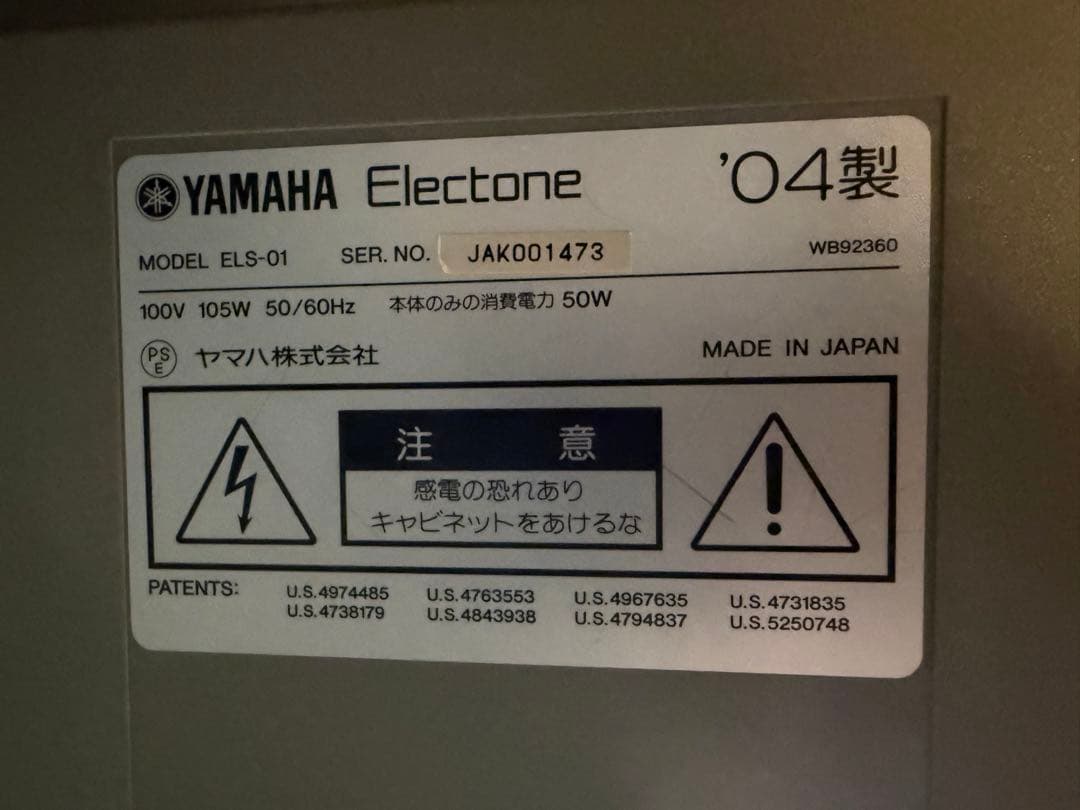 YAMAHA Electone '04製
MODEL ELS-01 SER. NO. JAK001473 WB92360
100V 105W 50/60Hz 本体のみの消費電力 50W
PSE ヤマハ株式会社 MADE IN JAPAN
注意
感電の恐れあり
キャビネットをあけるな
PATENTS: U.S.4974485 U.S.4763553 U.S.4967635 U.S.4731835
U.S.4738179 U.S.4843938 U.S.4794837 U.S.5250748